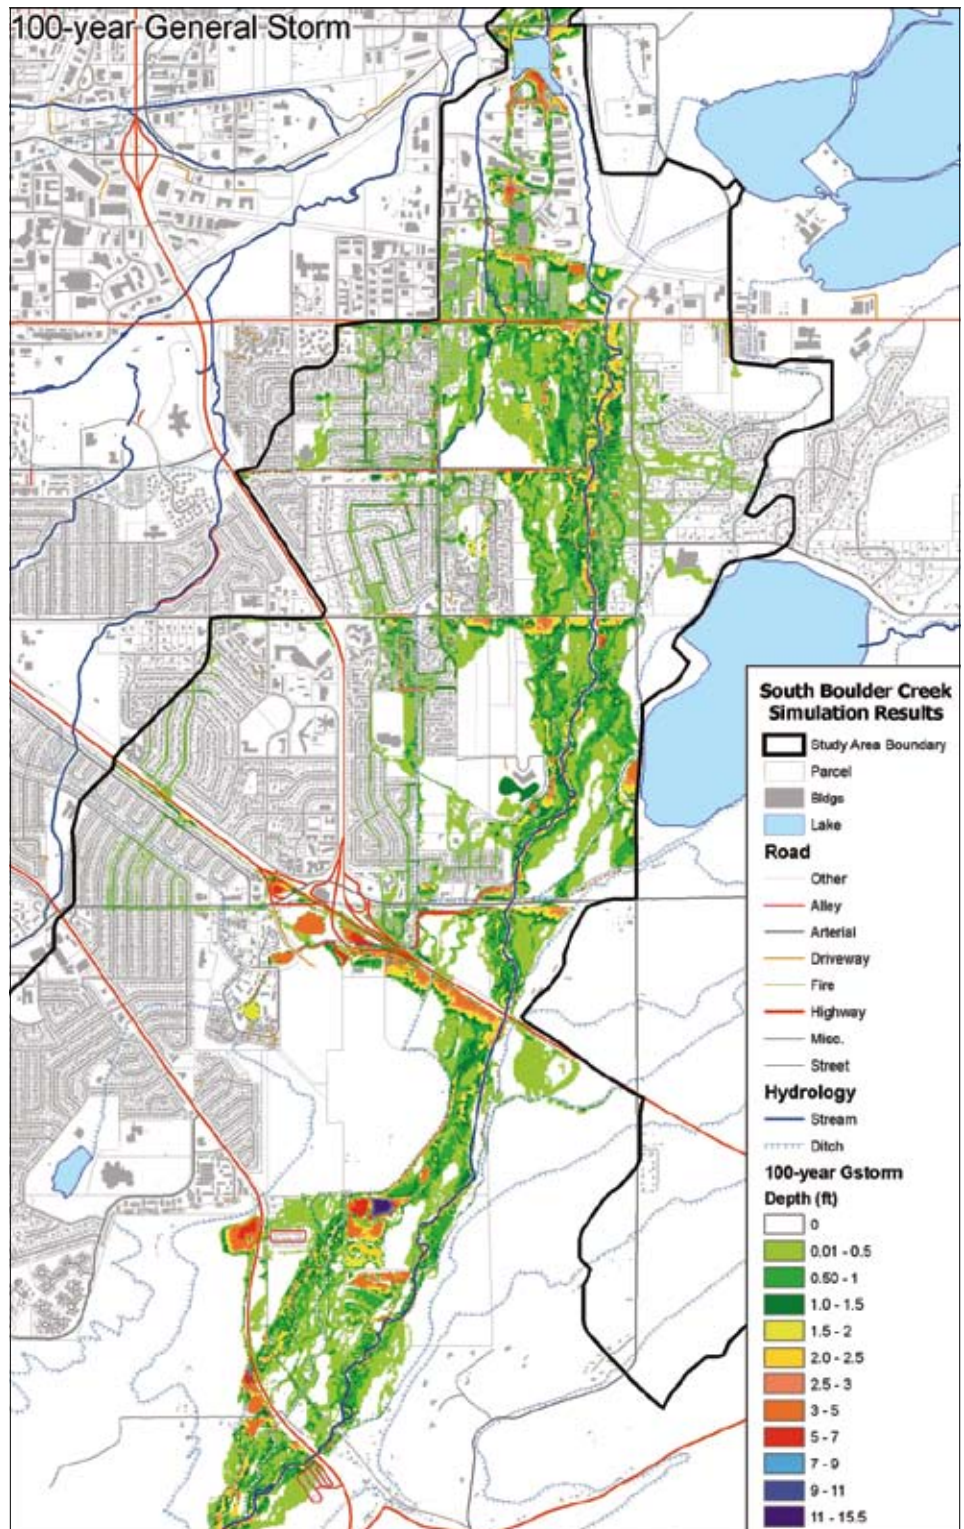 100-year General Storm
South Boulder Creek
Simulation Results
Study Area Boundary
Parcel
Bldgs
Lake
Road
Other
Alley
Arterial
Driveway
Fire
Highway
Misc.
Street
Hydrology
Stream
Ditch
100-year Gstorm
Depth (ft)
0
0.01 - 0.5
0.50 - 1
1.0 - 1.5
1.5 - 2
2.0 - 2.5
2.5 - 3
3 - 5
5 - 7
7 - 9
9 - 11
11 - 15.5